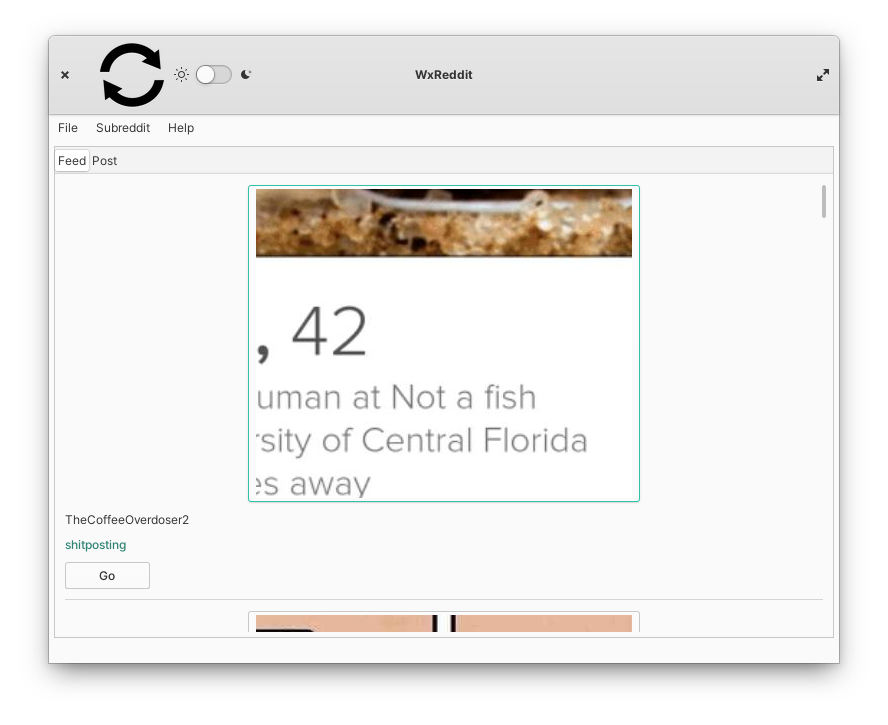 WxReddit
File Subreddit Help
Feed Post
, 42
uman at Not a fish
rsity of Central Florida
es away
TheCoffeeOverdoser2
shitposting
Go